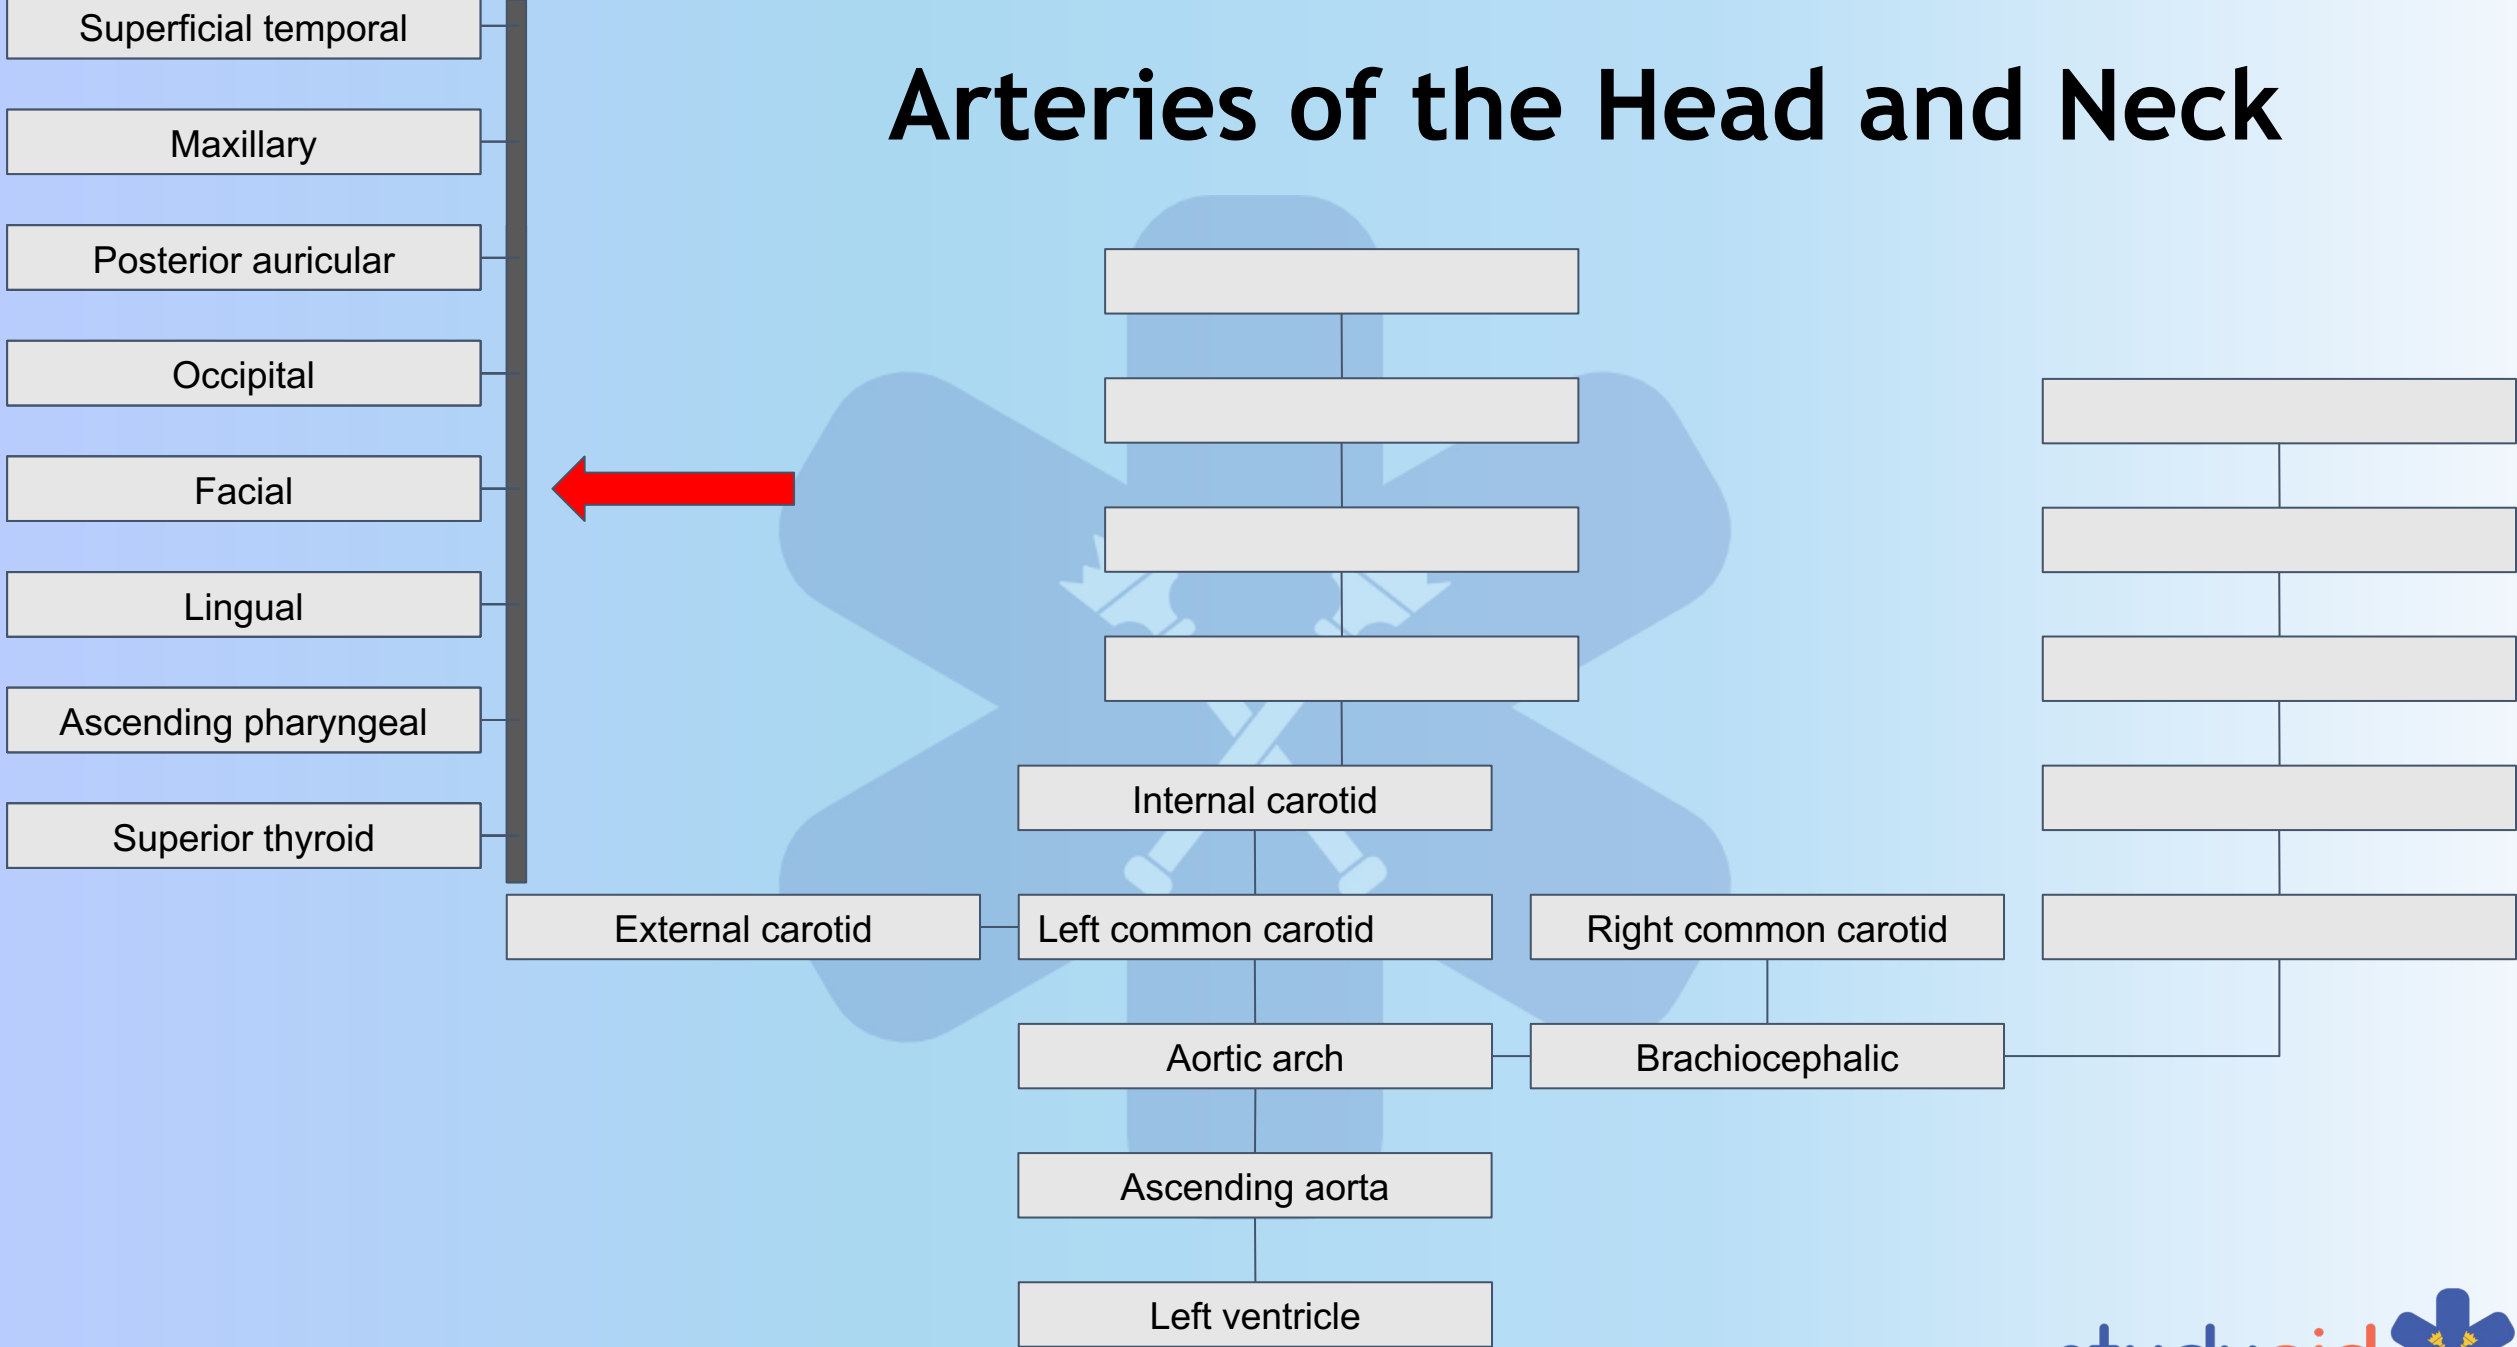 Arteries of the Head and Neck
Superficial temporal
Maxillary
Posterior auricular
Occipital
Facial
Lingual
Ascending pharyngeal
Superior thyroid
Internal carotid
External carotid
Left common carotid
Right common carotid
Aortic arch
Brachiocephalic
Ascending aorta
Left ventricle